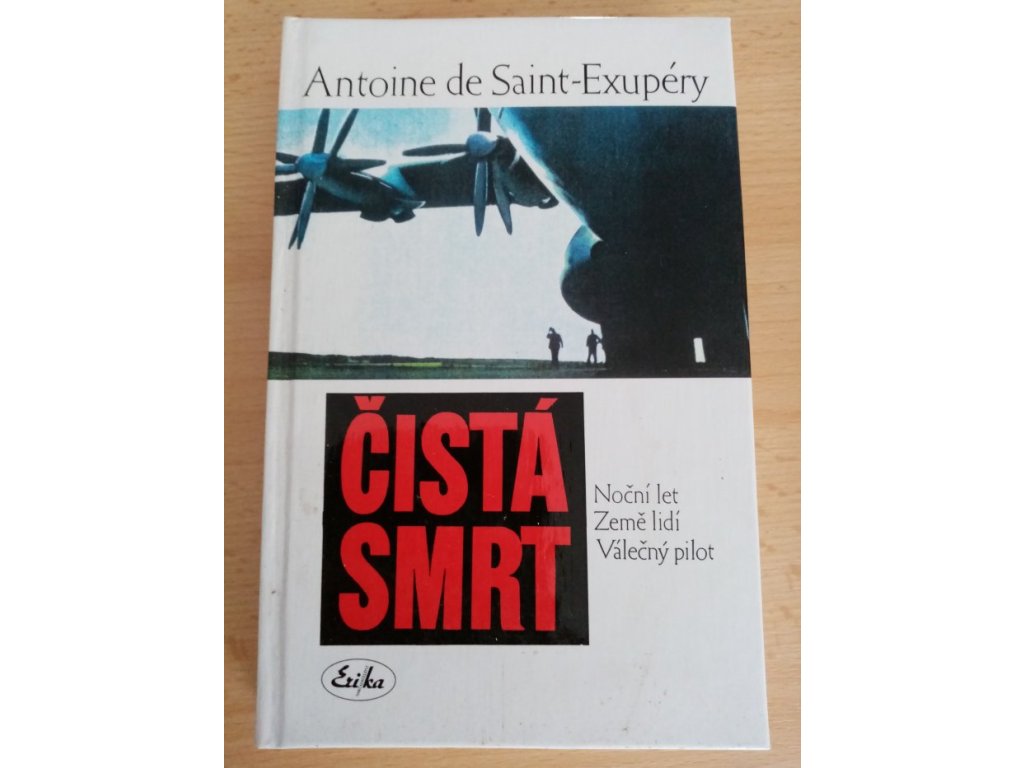 Antoine de Saint-Exupéry
ČISTÁ
SMRT
Noční let
Země lidí
Válečný pilot
Erika